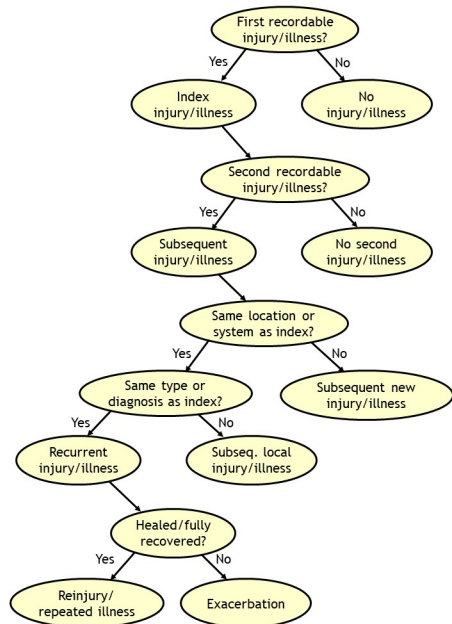 First recordable
injury/illness?
Yes
No
Index
injury/illness
No
injury/illness
Second recordable
injury/illness?
Yes
No
Subsequent
injury/illness
No second
injury/illness
Same location or
system as index?
Yes
No
Same type or
diagnosis as index?
Subsequent new
injury/illness
Yes
No
Recurrent
injury/illness
Subseq. local
injury/illness
Healed/fully
recovered?
Yes
No
Reinjury/
repeated illness
Exacerbation